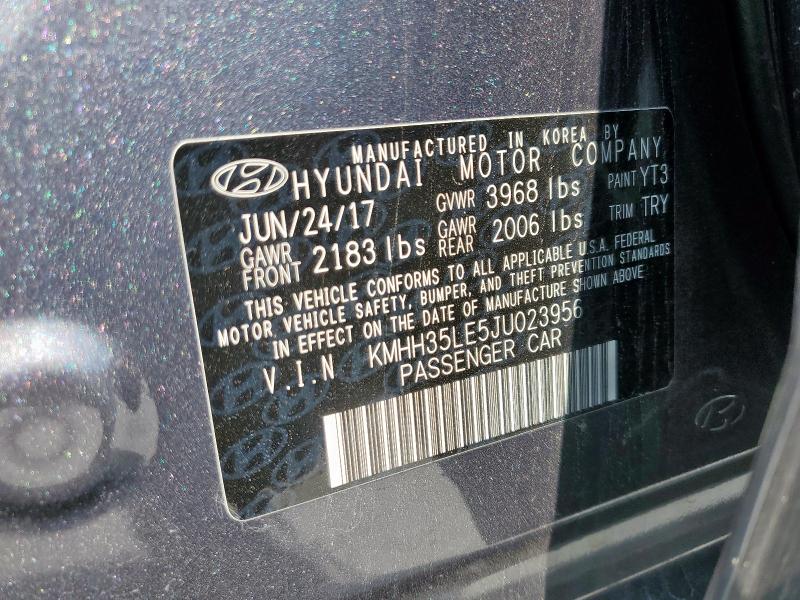 MANUFACTURED IN KOREA BY
HYUNDAI MOTOR COMPANY
JUN/24/17 GVWR 3968 lbs PAINT YT3
GAWR FRONT 2183 lbs GAWR REAR 2006 lbs TRIM TRY
THIS VEHICLE CONFORMS TO ALL APPLICABLE U.S.A. FEDERAL
MOTOR VEHICLE SAFETY, BUMPER, AND THEFT PREVENTION STANDARDS
IN EFFECT ON THE DATE OF MANUFACTURE SHOWN ABOVE.
V.I.N KMHH35LE5JU023956
PASSENGER CAR